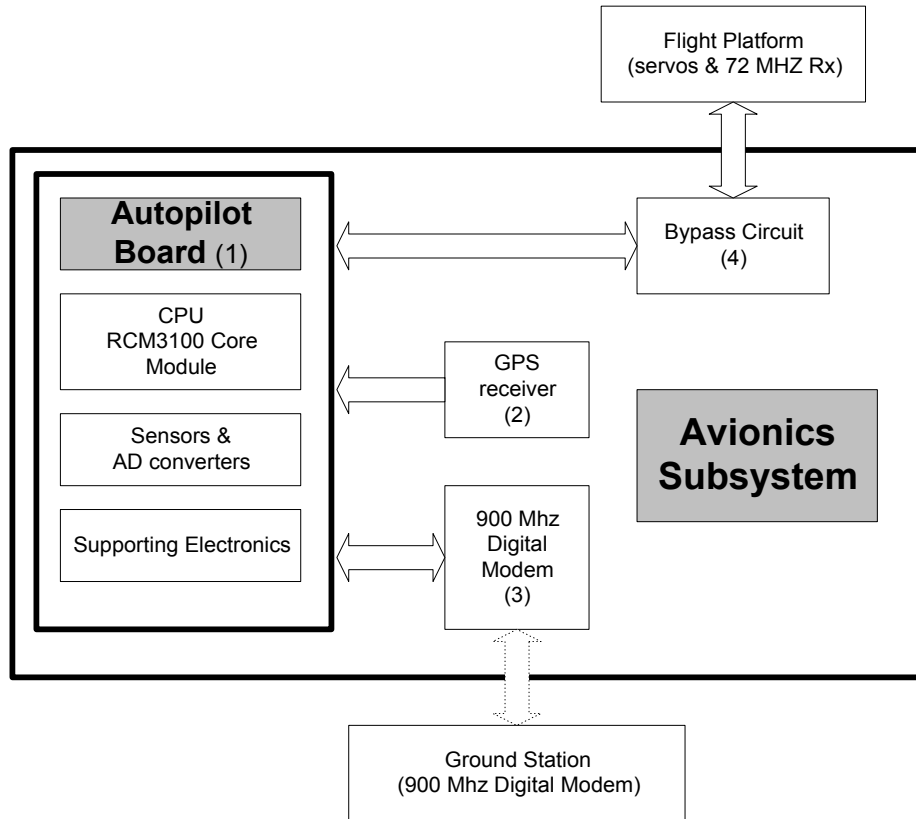 Flight Platform
(servos & 72 MHZ Rx)
Autopilot
Board (1)
Bypass Circuit
(4)
CPU
RCM3100 Core
Module
GPS
receiver
(2)
Sensors &
AD converters
Avionics
Subsystem
900 Mhz
Digital
Modem
(3)
Supporting Electronics
Ground Station
(900 Mhz Digital Modem)